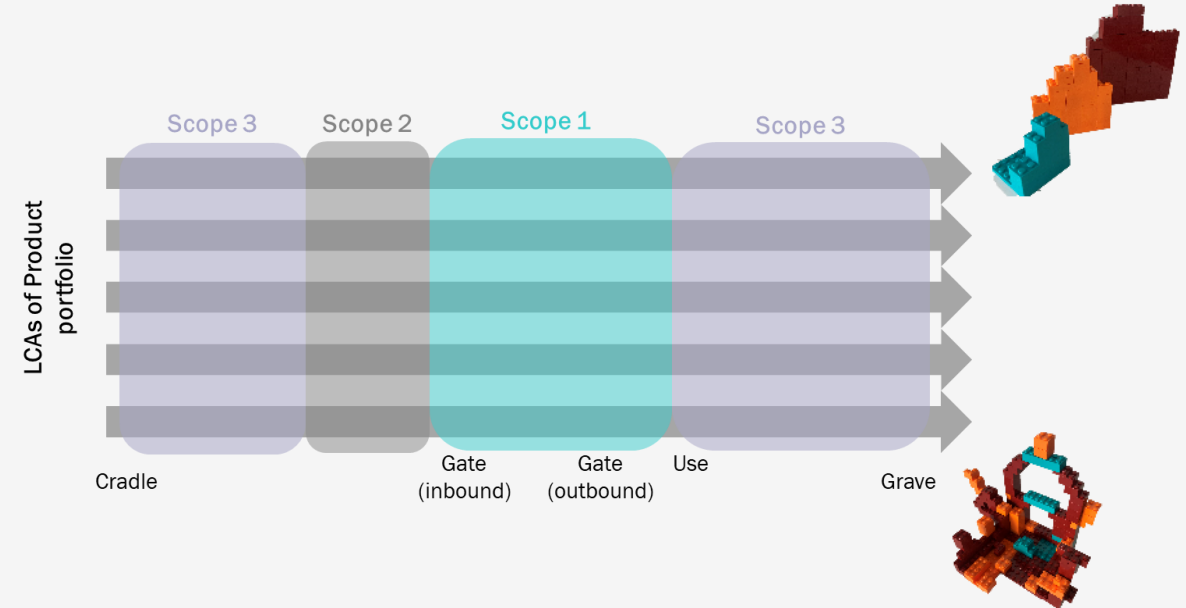 Scope 3
Scope 2
Scope 1
Scope 3
LCAs of Product
portfolio
Cradle
Gate
(inbound)
Gate
(outbound)
Use
Grave